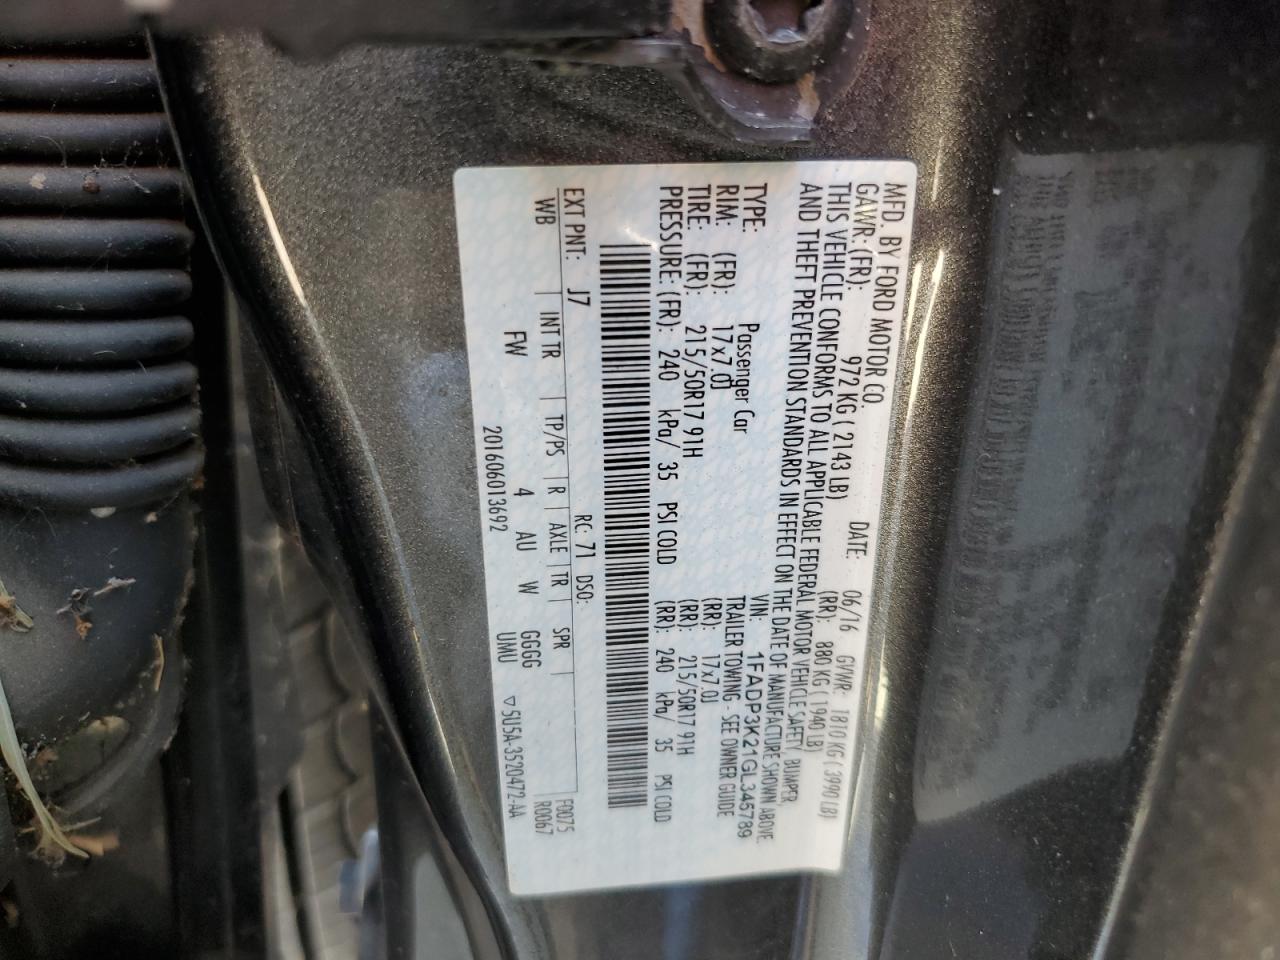 MFD. BY FORD MOTOR CO.
DATE: 06/16 GVWR: 1810 KG ( 3990 LB)
GAWR: (FR): 972 KG ( 2143 LB) (RR): 880 KG ( 1940 LB)
THIS VEHICLE CONFORMS TO ALL APPLICABLE FEDERAL MOTOR VEHICLE SAFETY, BUMPER
AND THEFT PREVENTION STANDARDS IN EFFECT ON THE DATE OF MANUFACTURE SHOWN ABOVE.
VIN: 1FADP3K21GL345789
TYPE: Passenger Car TRAILER TOWING - SEE OWNER GUIDE
RIM: (FR): 17x7.0J (RR): 17x7.0J
TIRE: (FR): 215/50R17 91H (RR): 215/50R17 91H
PRESSURE: (FR): 240 kPa/ 35 PSI COLD (RR): 240 kPa/ 35 PSI COLD
EXT PNT: J7 RC: 71 DSO: F0075
WB INT TR TP/PS R AXLE TR SPR R0067
FW 4 AU W GGGG
UMU
201606013692 ▽5U5A-3520472-AA